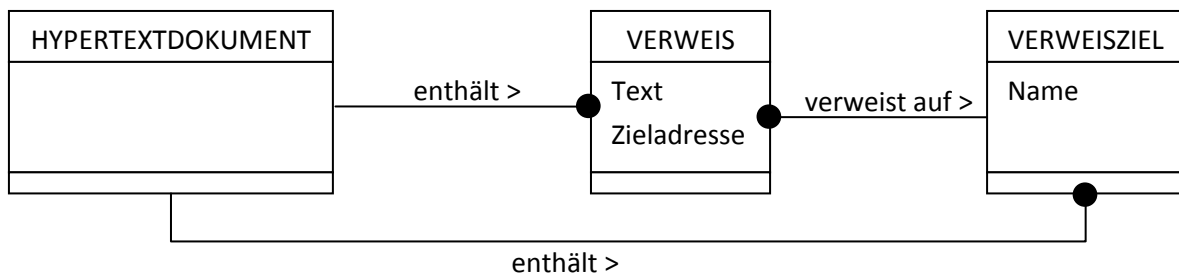 HYPERTEXTDOKUMENT
enthält >
VERWEIS
Text
Zieladresse
verweist auf >
VERWEISZIEL
Name
enthält >